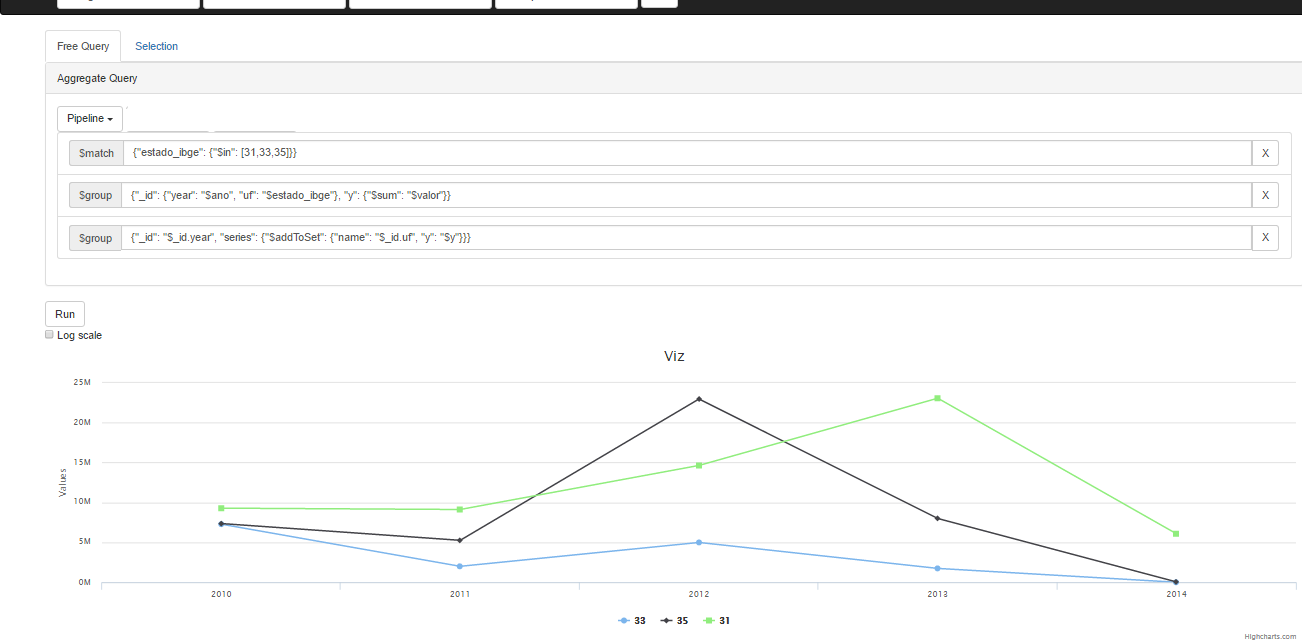 Free Query Selection
Aggregate Query
Pipeline
$match {"estado_ibge": {"$in": [31,33,35]}} X
$group {"_id": {"year": "$ano", "uf": "$estado_ibge"}, "y": {"$sum": "$valor"}} X
$group {"_id": "$_id.year", "series": {"$addToSet": {"name": "$_id.uf", "y": "$y"}}} X
Run
Log scale
Viz
25M
20M
15M
10M
5M
0M
Values
2010 2011 2012 2013 2014
33 35 31
Highcharts.com